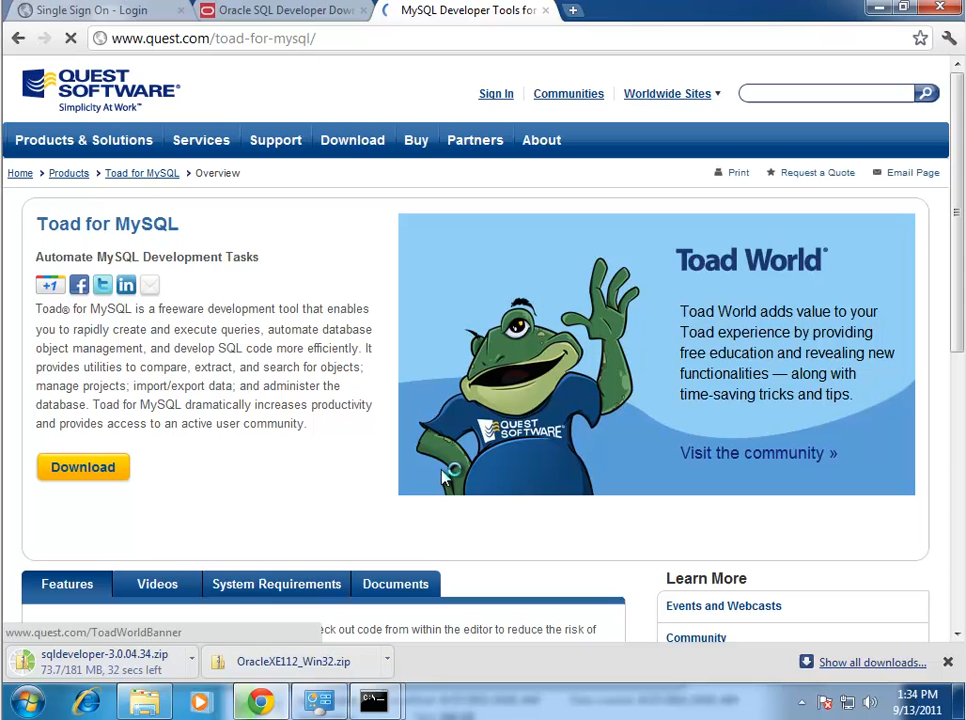 Single Sign On - Login
Oracle SQL Developer Dow
MySQL Developer Tools for
www.quest.com/toad-for-mysql/
QUEST
SOFTWARE®
Simplicity At Work™
Sign In
Communities
Worldwide Sites
Products & Solutions
Services
Support
Download
Buy
Partners
About
Home > Products > Toad for MySQL > Overview
Print
Request a Quote
Email Page
Toad for MySQL
Automate MySQL Development Tasks
+1
Toad® for MySQL is a freeware development tool that enables
you to rapidly create and execute queries, automate database
object management, and develop SQL code more efficiently. It
provides utilities to compare, extract, and search for objects;
manage projects; import/export data; and administer the
database. Toad for MySQL dramatically increases productivity
and provides access to an active user community.
Download
QUEST
SOFTWARE
Toad World®
Toad World adds value to your
Toad experience by providing
free education and revealing new
functionalities — along with
time-saving tricks and tips.
Visit the community »
Features
Videos
System Requirements
Documents
Learn More
Events and Webcasts
Community
eck out code from within the editor to reduce the risk of
www.quest.com/ToadWorldBanner
sqldeveloper-3.0.04.34.zip
73.7/181 MB, 32 secs left
OracleXE112_Win32.zip
Show all downloads...
1:34 PM
9/13/2011